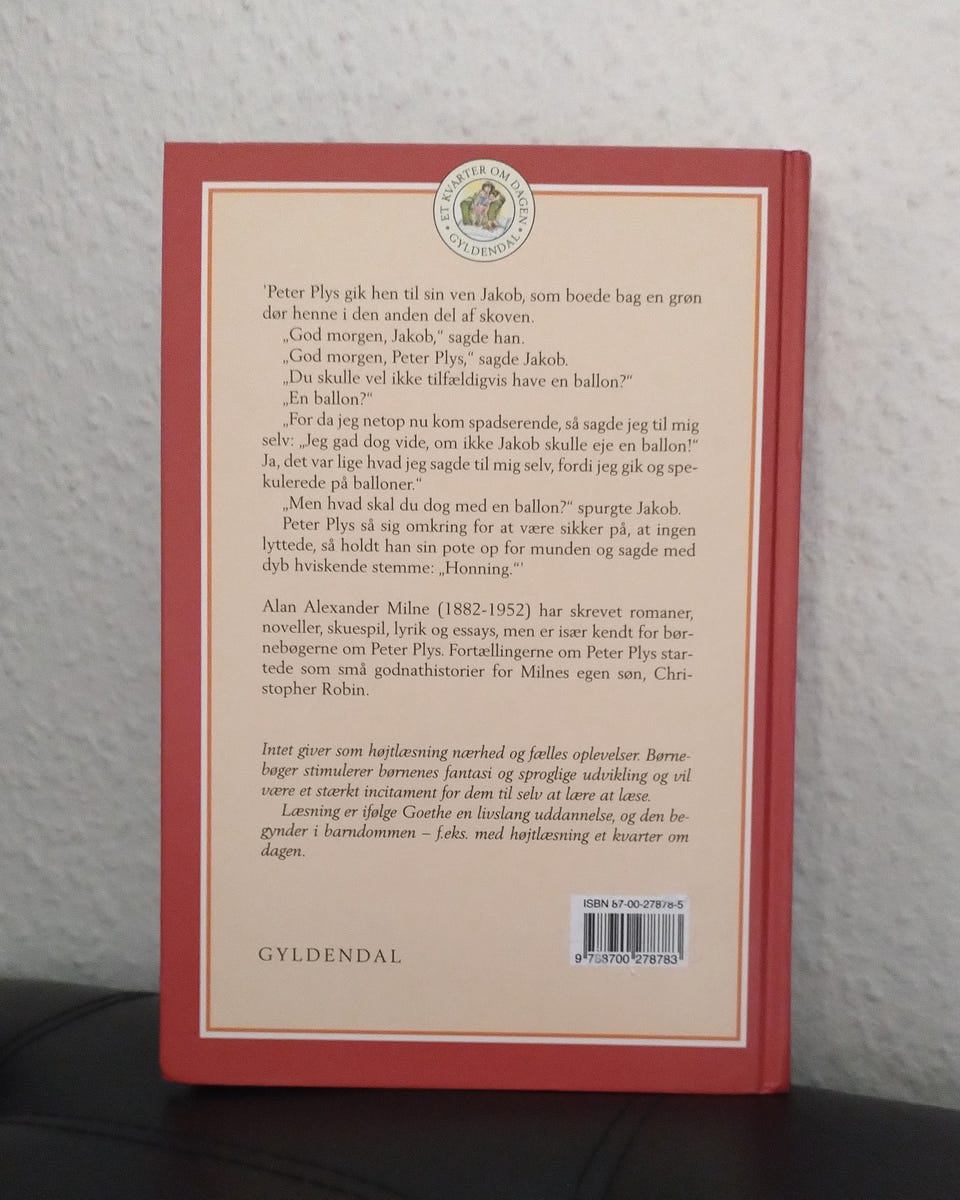 ET KVARTER OM DAGEN
GYLDENDAL
'Peter Plys gik hen til sin ven Jakob, som boede bag en grøn
dør henne i den anden del af skoven.
„God morgen, Jakob,“ sagde han.
„God morgen, Peter Plys,“ sagde Jakob.
„Du skulle vel ikke tilfældigvis have en ballon?“
„En ballon?“
„For da jeg netop nu kom spadserende, så sagde jeg til mig
selv: „Jeg gad dog vide, om ikke Jakob skulle eje en ballon!“
Ja, det var lige hvad jeg sagde til mig selv, fordi jeg gik og spe-
kulerede på balloner.“
„Men hvad skal du dog med en ballon?“ spurgte Jakob.
Peter Plys så sig omkring for at være sikker på, at ingen
lyttede, så holdt han sin pote op for munden og sagde med
dyb hviskende stemme: „Honning.“'
Alan Alexander Milne (1882-1952) har skrevet romaner,
noveller, skuespil, lyrik og essays, men er især kendt for bør-
nebøgerne om Peter Plys. Fortællingerne om Peter Plys star-
tede som små godnathistorier for Milnes egen søn, Chri-
stopher Robin.
Intet giver som højtlæsning nærhed og fælles oplevelser. Børne-
bøger stimulerer børnenes fantasi og sproglige udvikling og vil
være et stærkt incitament for dem til selv at lære at læse.
Læsning er ifølge Goethe en livslang uddannelse, og den be-
gynder i barndommen – f.eks. med højtlæsning et kvarter om
dagen.
ISBN 87-00-27878-5
9 788700 278783
GYLDENDAL